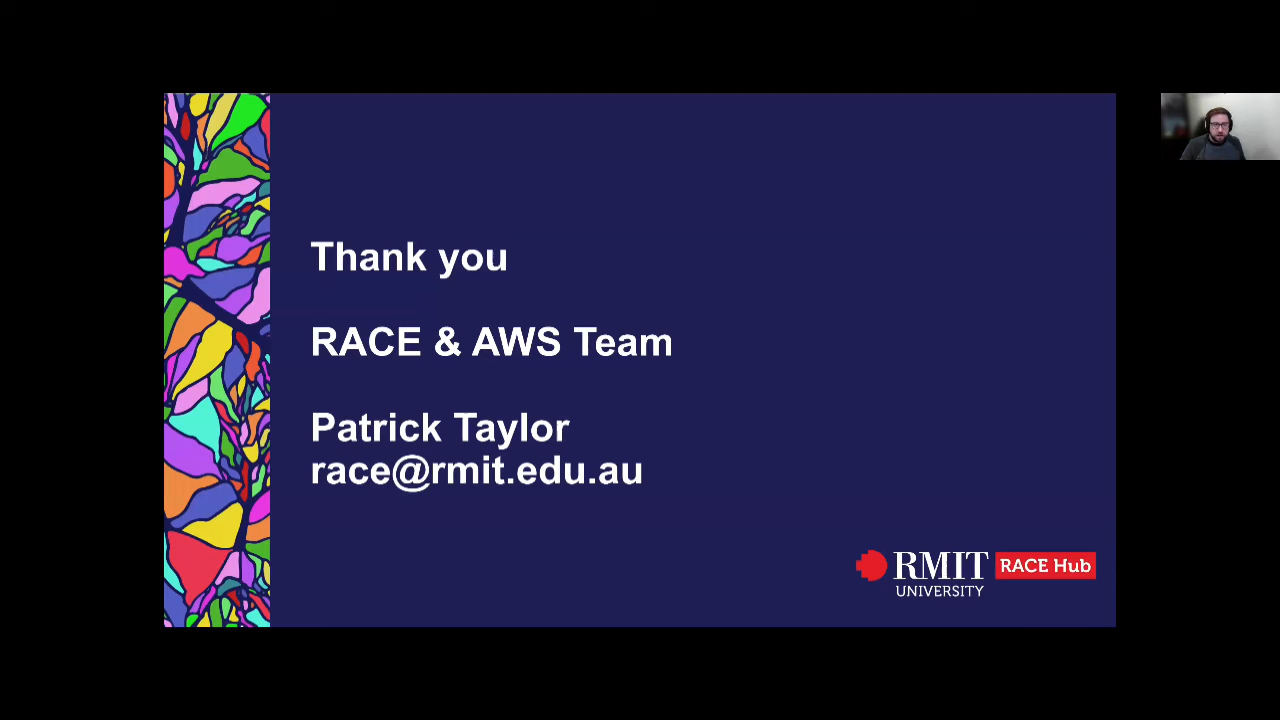 Thank you
RACE & AWS Team
Patrick Taylor
race@rmit.edu.au
RMIT
UNIVERSITY
RACE Hub